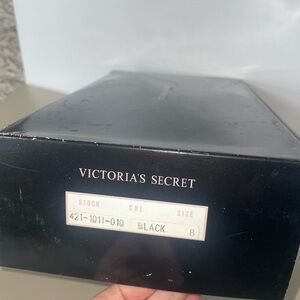 VICTORIA'S SECRET
STOCK COL SIZE
421-1011-010 BLACK 8